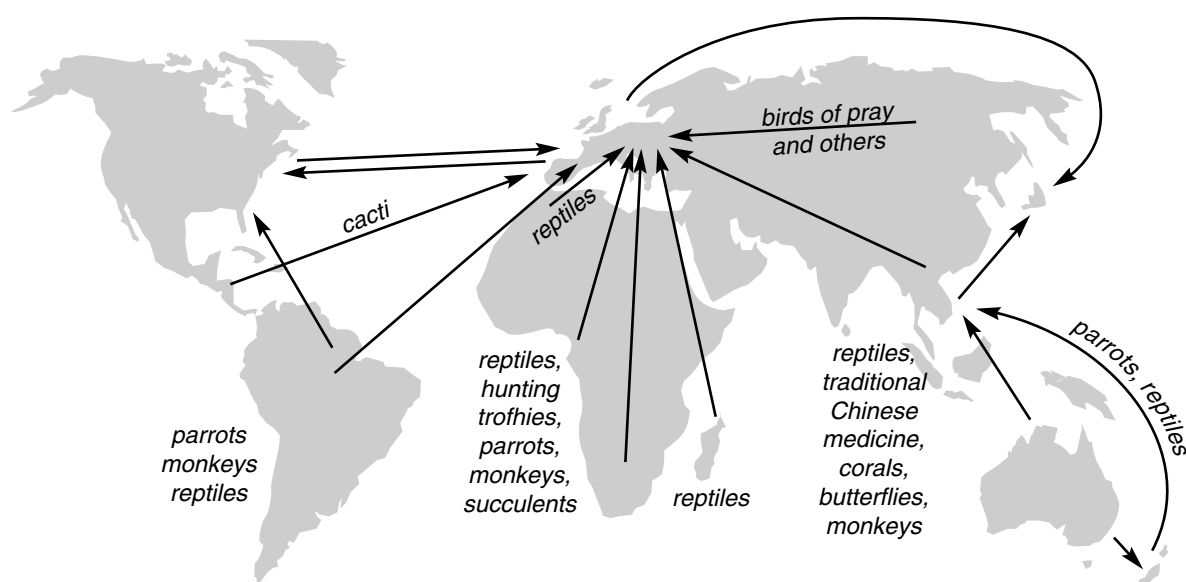 birds of pray
and others
cacti
reptiles
parrots, reptiles
reptiles,
hunting
trofhies,
parrots,
monkeys,
succulents
reptiles,
traditional
Chinese
medicine,
corals,
butterflies,
monkeys
parrots
monkeys
reptiles
reptiles